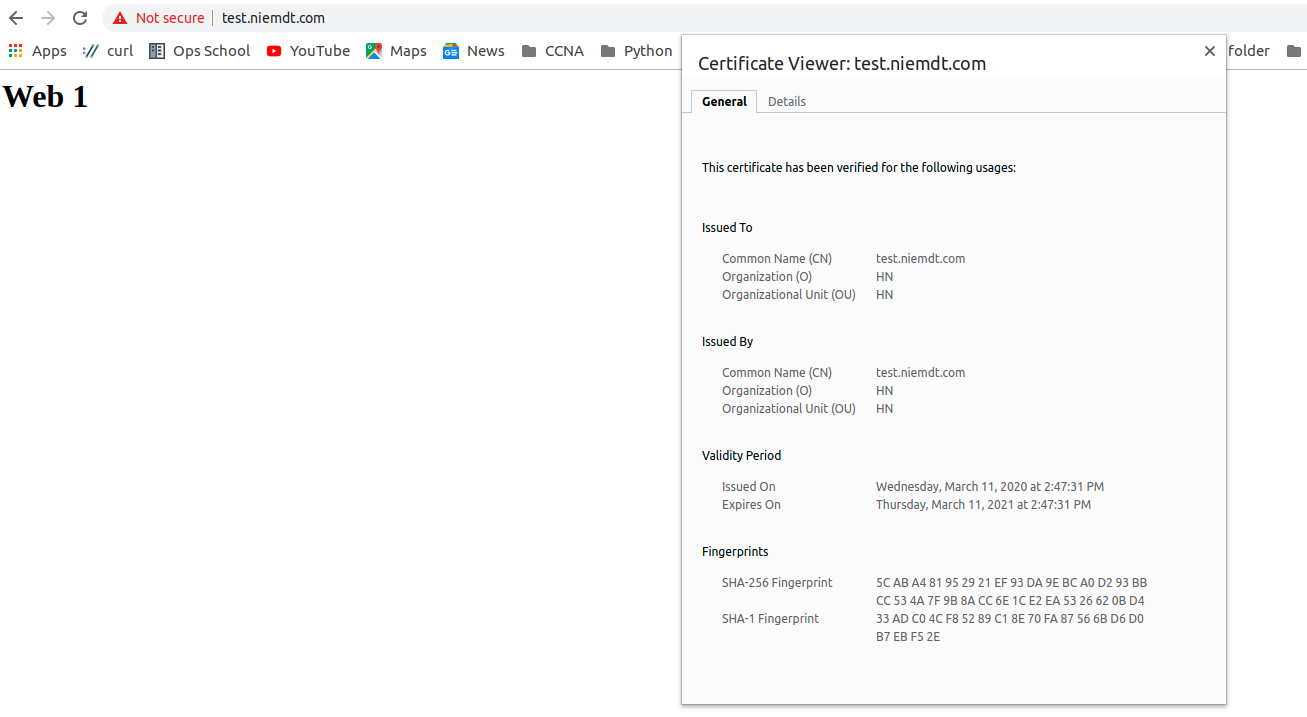 Not secure | test.niemdt.com
Apps curl Ops School YouTube Maps News CCNA Python folder
Web 1
Certificate Viewer: test.niemdt.com
General Details
This certificate has been verified for the following usages:
Issued To
Common Name (CN) test.niemdt.com
Organization (O) HN
Organizational Unit (OU) HN
Issued By
Common Name (CN) test.niemdt.com
Organization (O) HN
Organizational Unit (OU) HN
Validity Period
Issued On Wednesday, March 11, 2020 at 2:47:31 PM
Expires On Thursday, March 11, 2021 at 2:47:31 PM
Fingerprints
SHA-256 Fingerprint 5C AB A4 81 95 29 21 EF 93 DA 9E BC A0 D2 93 BB
CC 53 4A 7F 9B 8A CC 6E 1C E2 EA 53 26 62 0B D4
SHA-1 Fingerprint 33 AD C0 4C F8 52 89 C1 8E 70 FA 87 56 6B D6 D0
B7 EB F5 2E